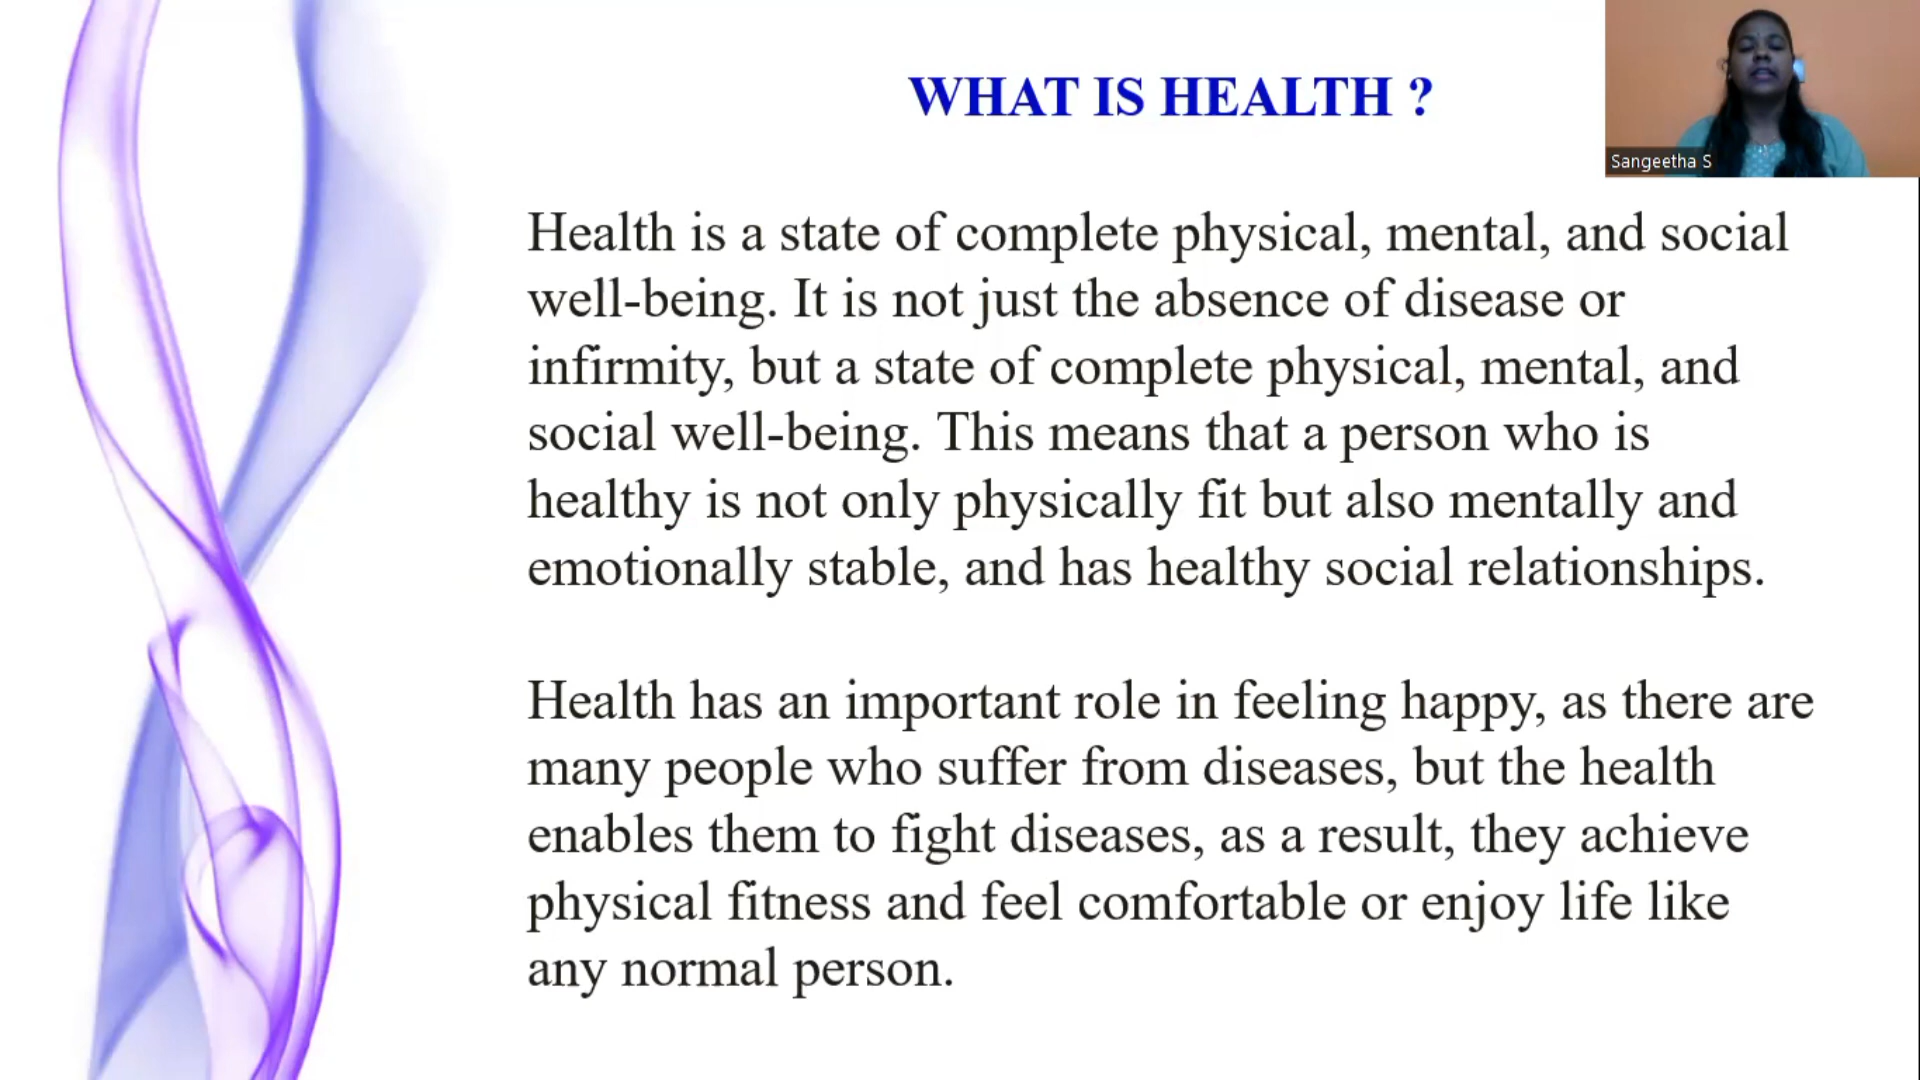 WHAT IS HEALTH ?
Sangeetha S
Health is a state of complete physical, mental, and social
well-being. It is not just the absence of disease or
infirmity, but a state of complete physical, mental, and
social well-being. This means that a person who is
healthy is not only physically fit but also mentally and
emotionally stable, and has healthy social relationships.
Health has an important role in feeling happy, as there are
many people who suffer from diseases, but the health
enables them to fight diseases, as a result, they achieve
physical fitness and feel comfortable or enjoy life like
any normal person.